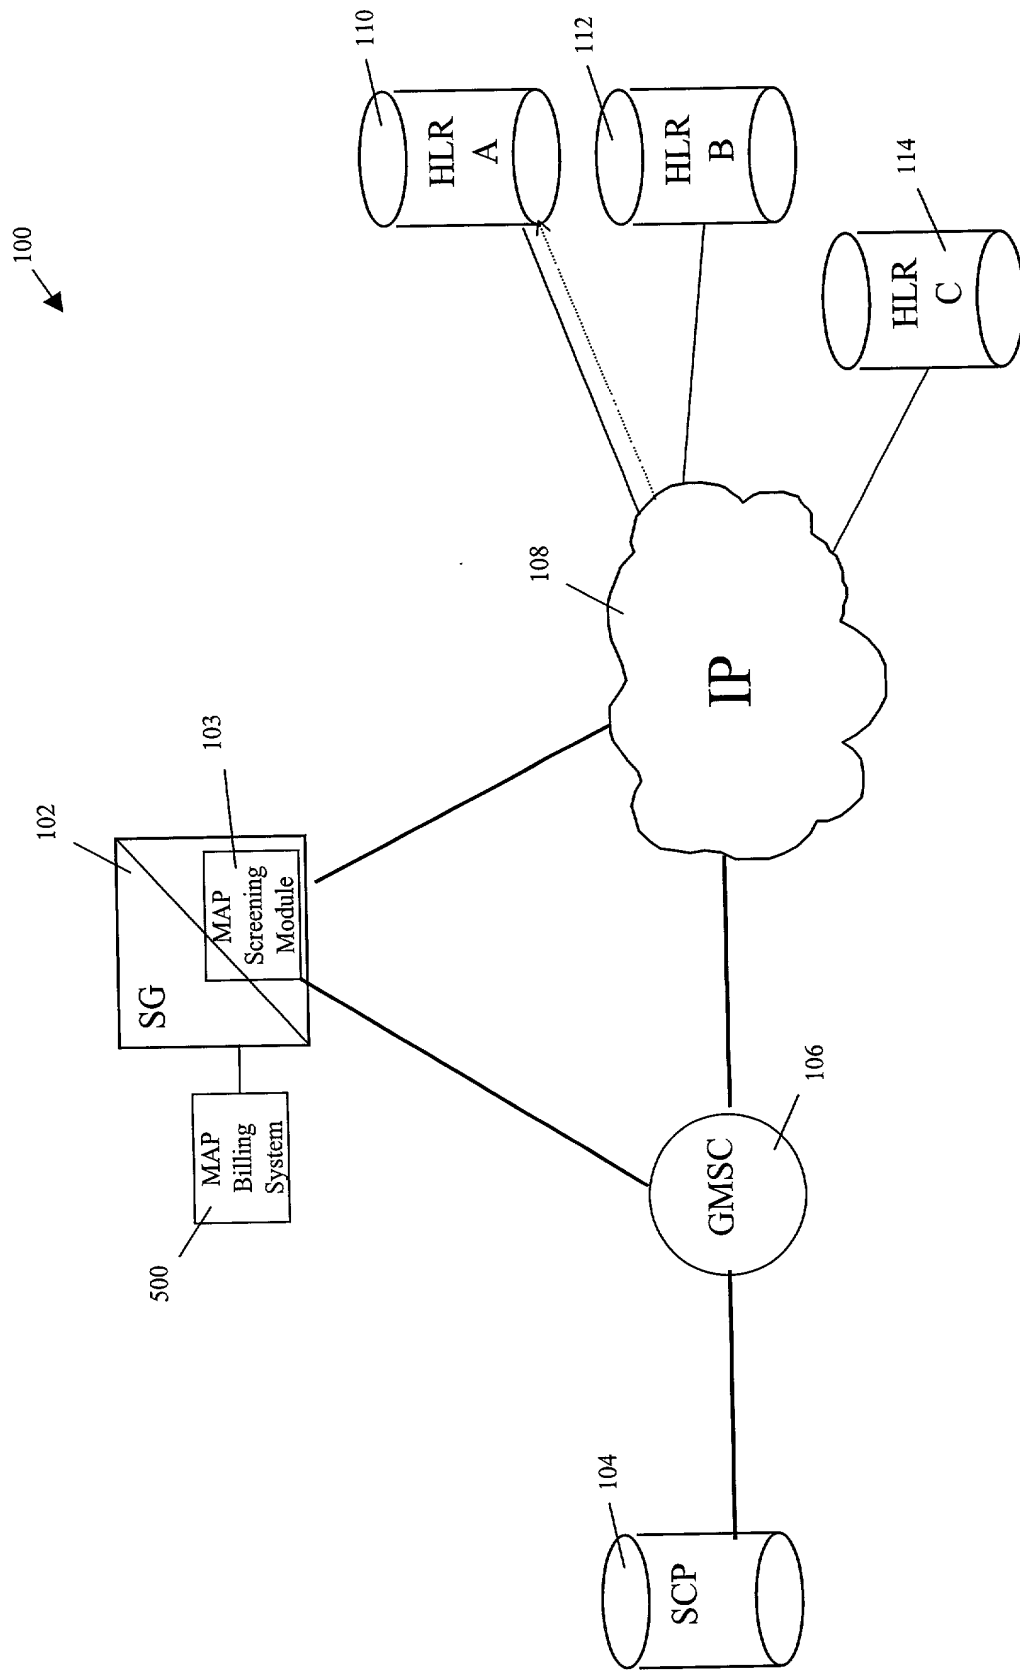 100
102
SG
103
MAP
Screening
Module
MAP
Billing
System
500
104
SCP
GMSC
106
108
IP
110
HLR
A
112
HLR
B
114
HLR
C